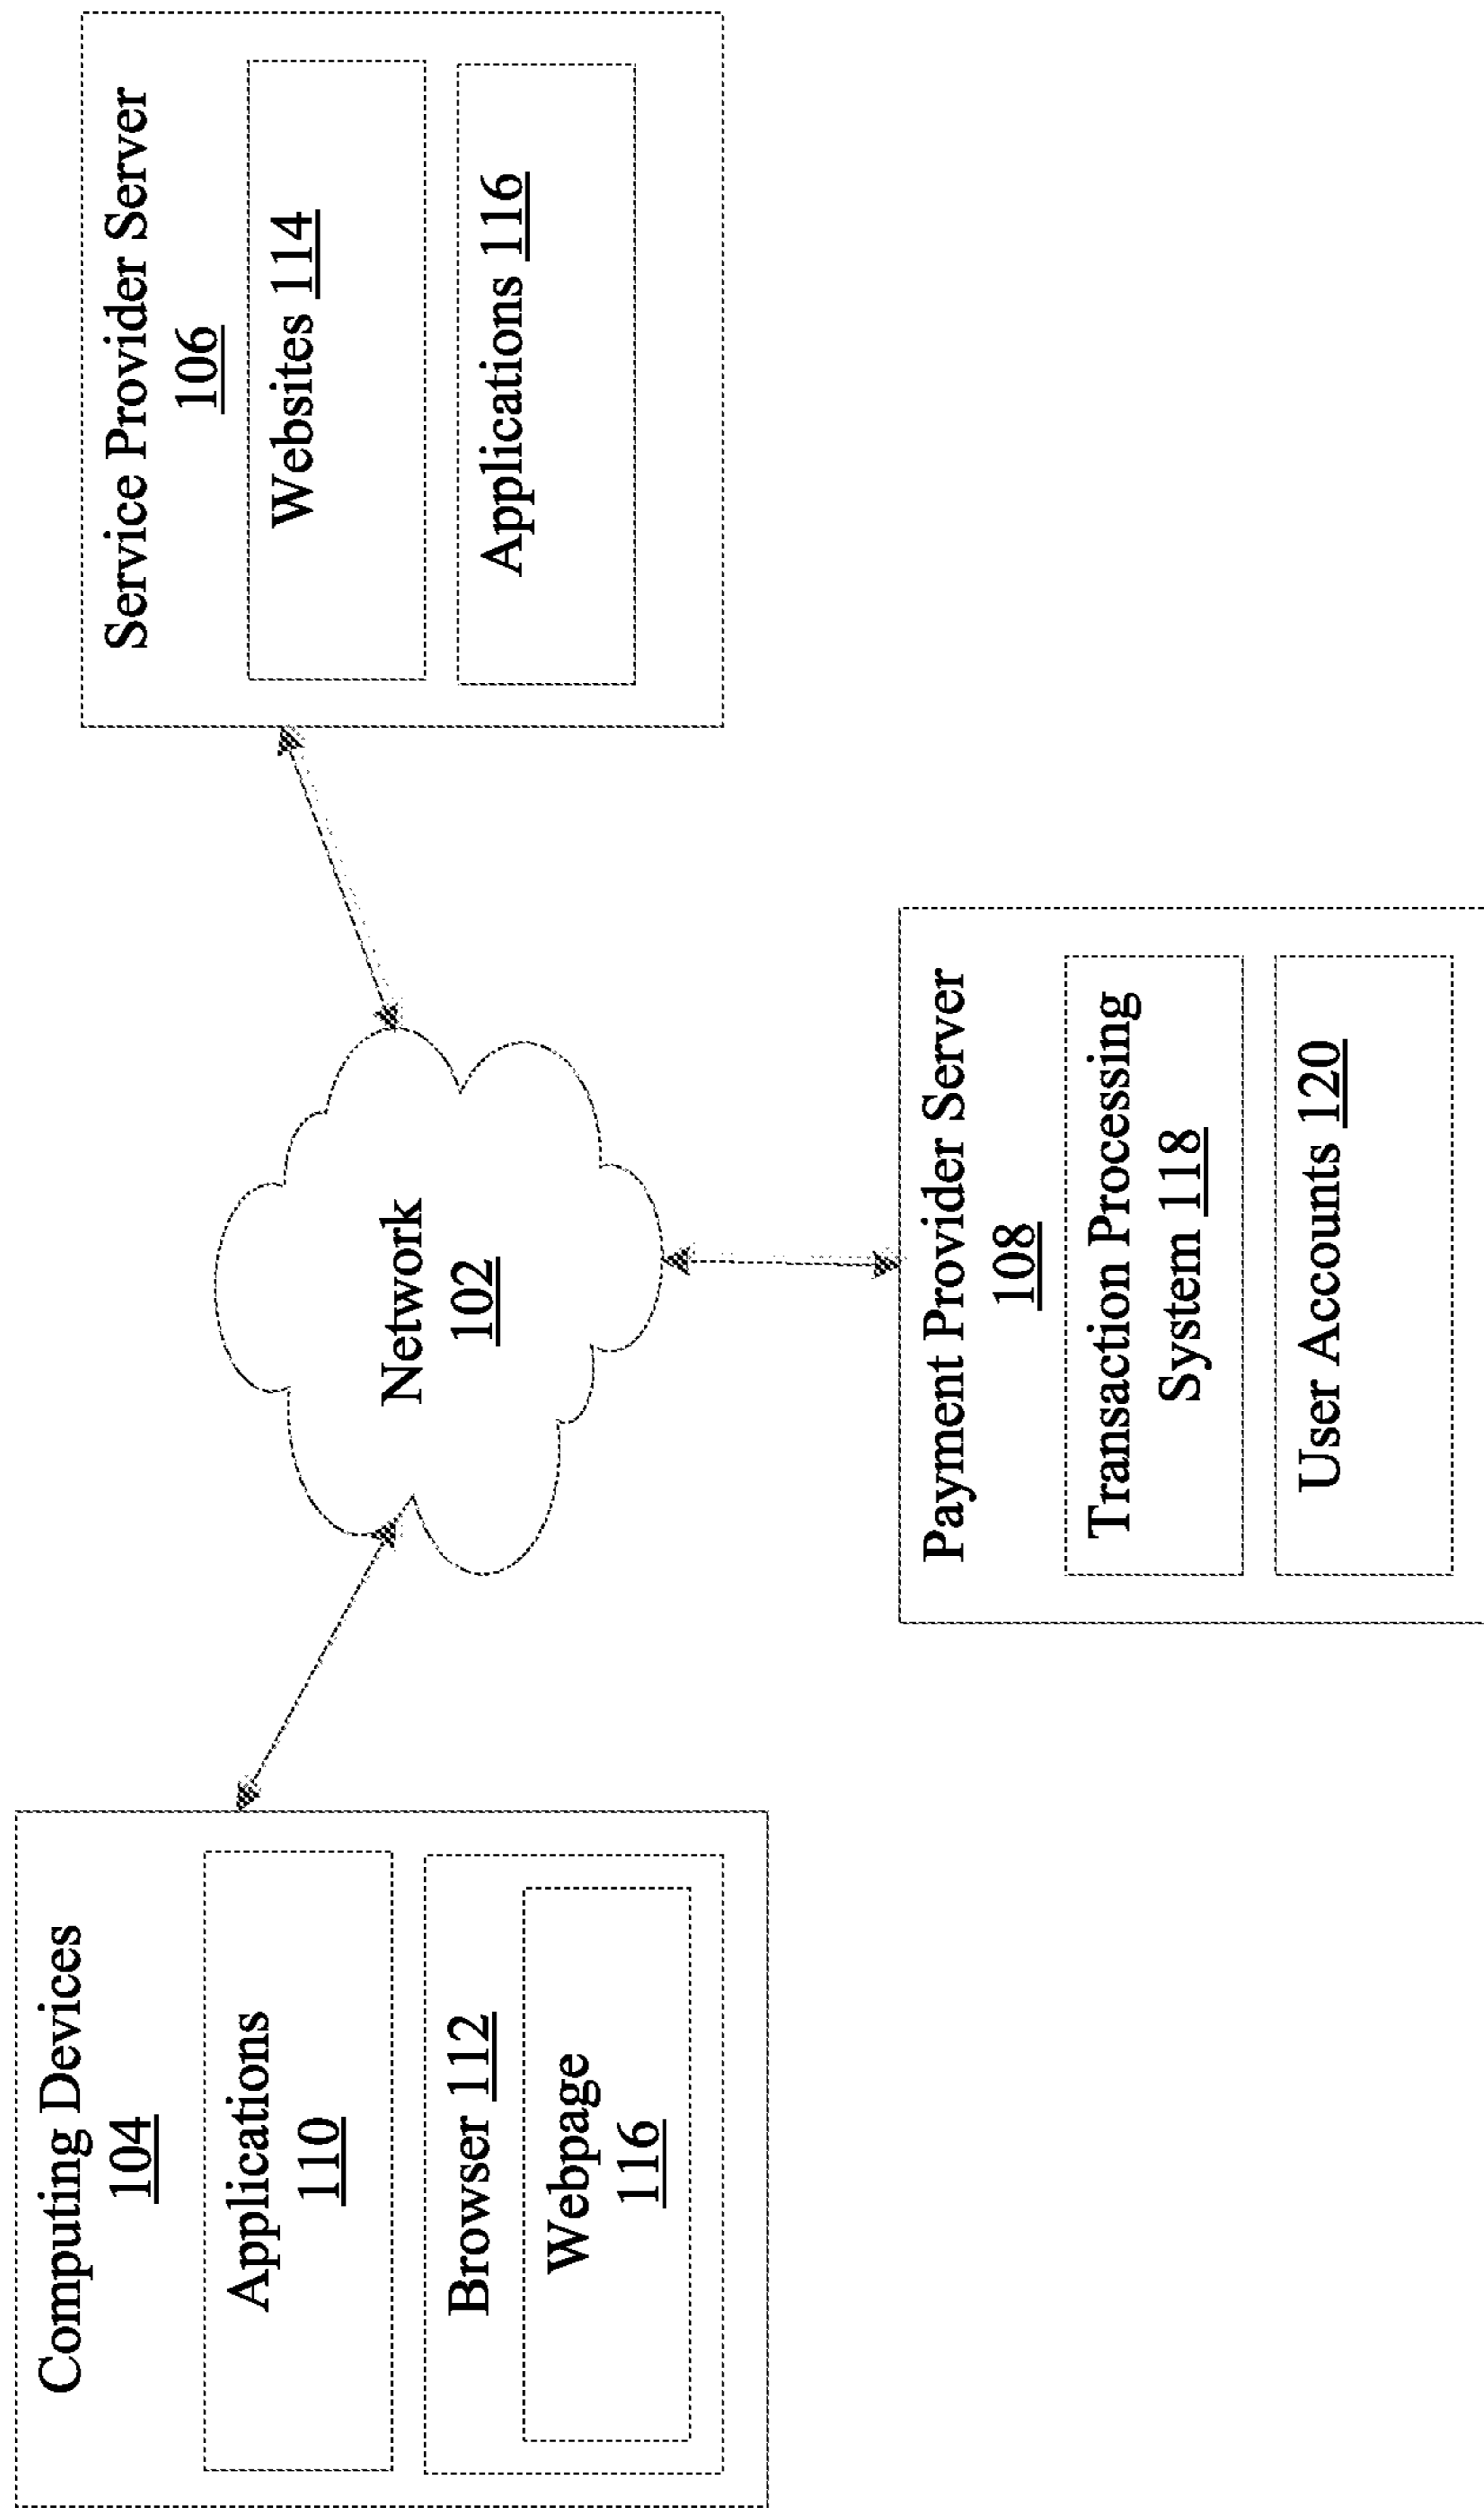 Computing Devices
104
Applications
110
Browser 112
Webpage
116
Network
102
Service Provider Server
106
Websites 114
Applications 116
Payment Provider Server
108
Transaction Processing
System 118
User Accounts 120